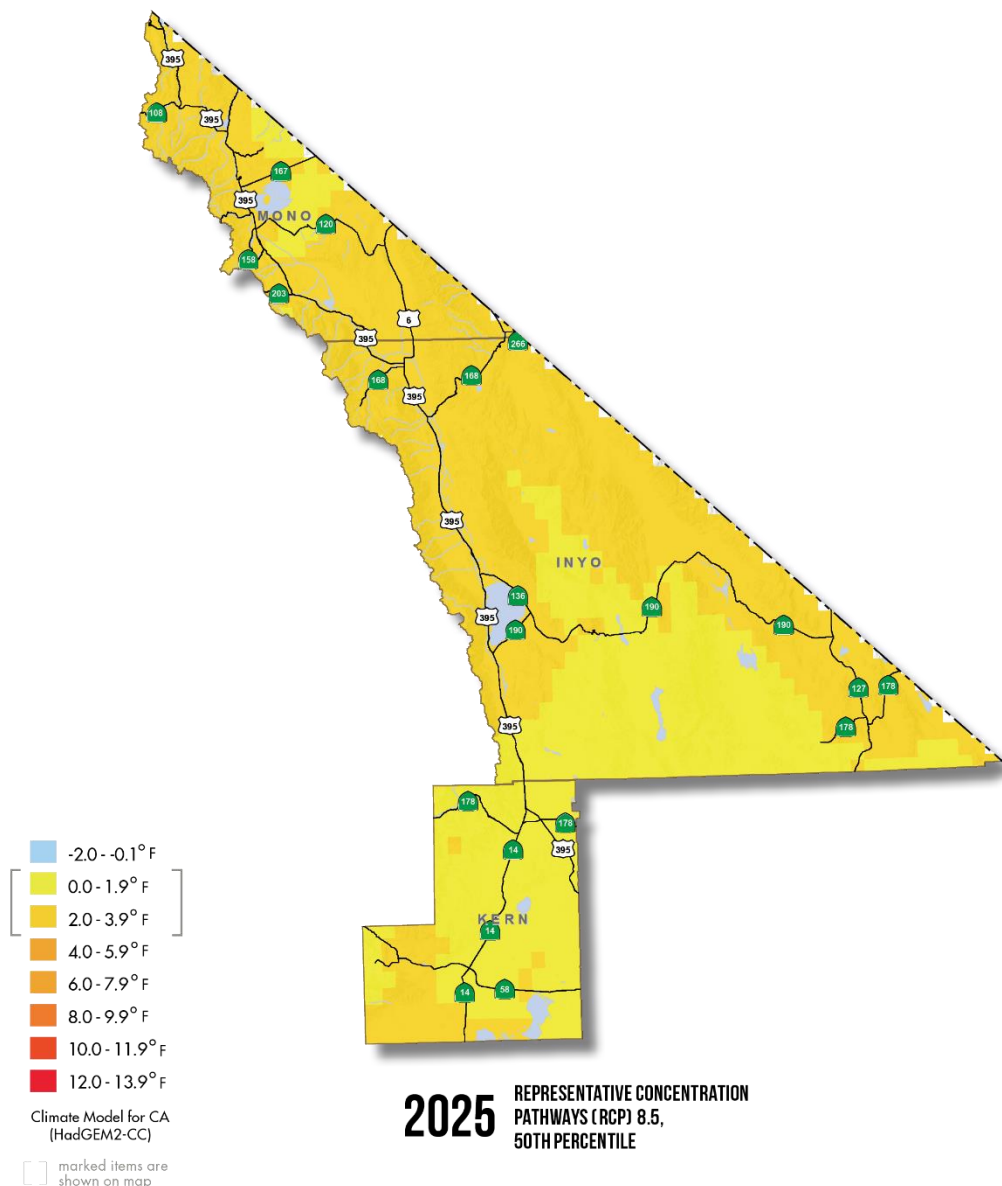 395
108
395
167
395
MONO
120
158
203
6
395
266
168
168
395
395
INYO
136
190
395
190
190
127
178
178
395
178
178
14
395
KERN
14
14
58
-2.0 - -0.1° F
0.0 - 1.9° F
2.0 - 3.9° F
4.0 - 5.9° F
6.0 - 7.9° F
8.0 - 9.9° F
10.0 - 11.9° F
12.0 - 13.9° F
Climate Model for CA
(HadGEM2-CC)
marked items are
shown on map
2025
REPRESENTATIVE CONCENTRATION
PATHWAYS (RCP) 8.5,
50TH PERCENTILE